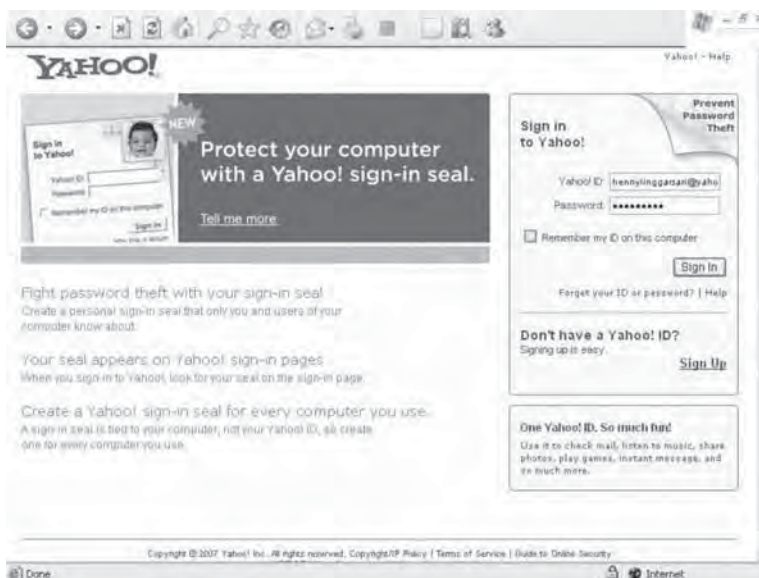 Yahoo! - Help
YAHOO!
Sign in
to Yahoo!
Yahoo! ID:
Password:
Remember my ID on this computer
Sign In
NEW
Protect your computer
with a Yahoo! sign-in seal.
Tell me more
Fight password theft with your sign-in seal
Create a personal sign-in seal that only you and users of your
computer know about.
Your seal appears on Yahoo! sign-in pages
When you sign in to Yahoo!, look for your seal on the sign-in page.
Create a Yahoo! sign-in seal for every computer you use.
A sign-in seal is tied to your computer, not your Yahoo! ID, so create
one for every computer you use.
Prevent
Password
Theft
Sign in
to Yahoo!
Yahoo! ID:
Password:
Remember my ID on this computer
Sign In
Forget your ID or password? | Help
Don't have a Yahoo! ID?
Signing up is easy.
Sign Up
One Yahoo! ID. So much fun!
Use it to check mail, listen to music, share
photos, play games, instant message, and
so much more.
Copyright © 2007 Yahoo! Inc. All rights reserved. Copyright/IP Policy | Terms of Service | Guide to Online Security
Done
Internet